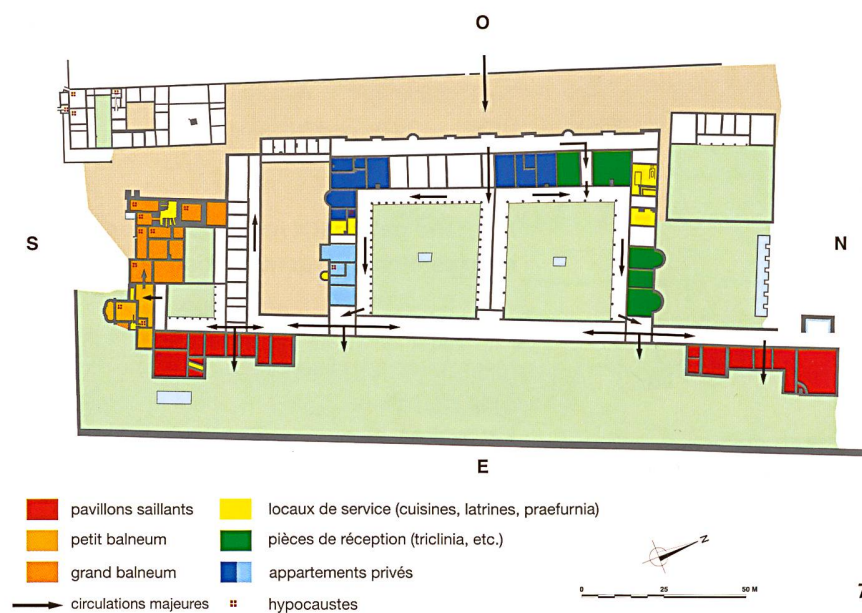 O
S
N
E
pavillons saillants
petit balneum
grand balneum
circulations majeures
locaux de service (cuisines, latrines, praefurnia)
pièces de réception (triclinia, etc.)
appartements privés
hypocaustes
N
0 25 50 M
7